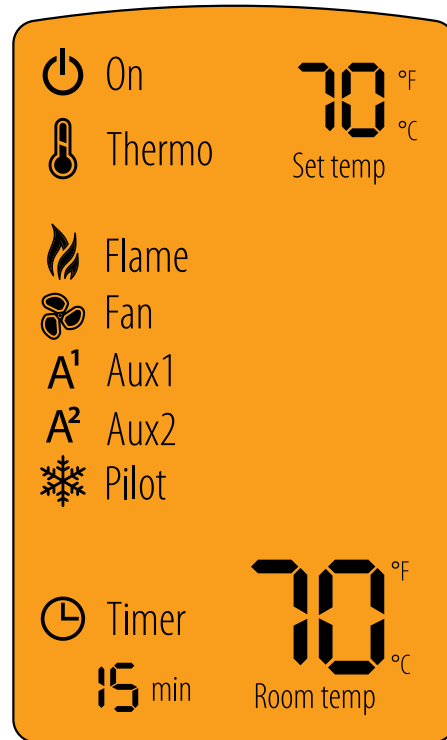 On
70 °F
°C
Thermo
Set temp
Flame
Fan
A¹ Aux1
A² Aux2
Pilot
70 °F
°C
Timer
15 min
Room temp